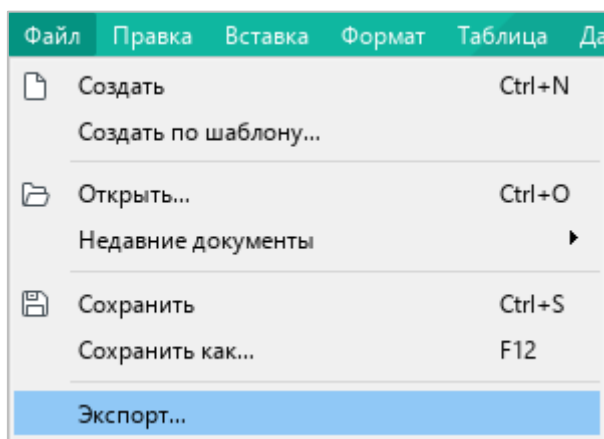 Файл Правка Вставка Формат Таблица Да
Создать Ctrl+N
Создать по шаблону...
Открыть... Ctrl+O
Недавние документы
Сохранить Ctrl+S
Сохранить как... F12
Экспорт...